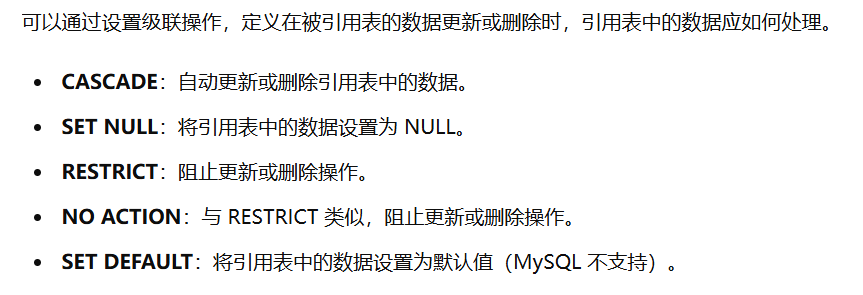 可以通过设置级联操作，定义在被引用表的数据更新或删除时，引用表中的数据应如何处理。
• CASCADE：自动更新或删除引用表中的数据。
• SET NULL：将引用表中的数据设置为 NULL。
• RESTRICT：阻止更新或删除操作。
• NO ACTION：与 RESTRICT 类似，阻止更新或删除操作。
• SET DEFAULT：将引用表中的数据设置为默认值（MySQL 不支持）。